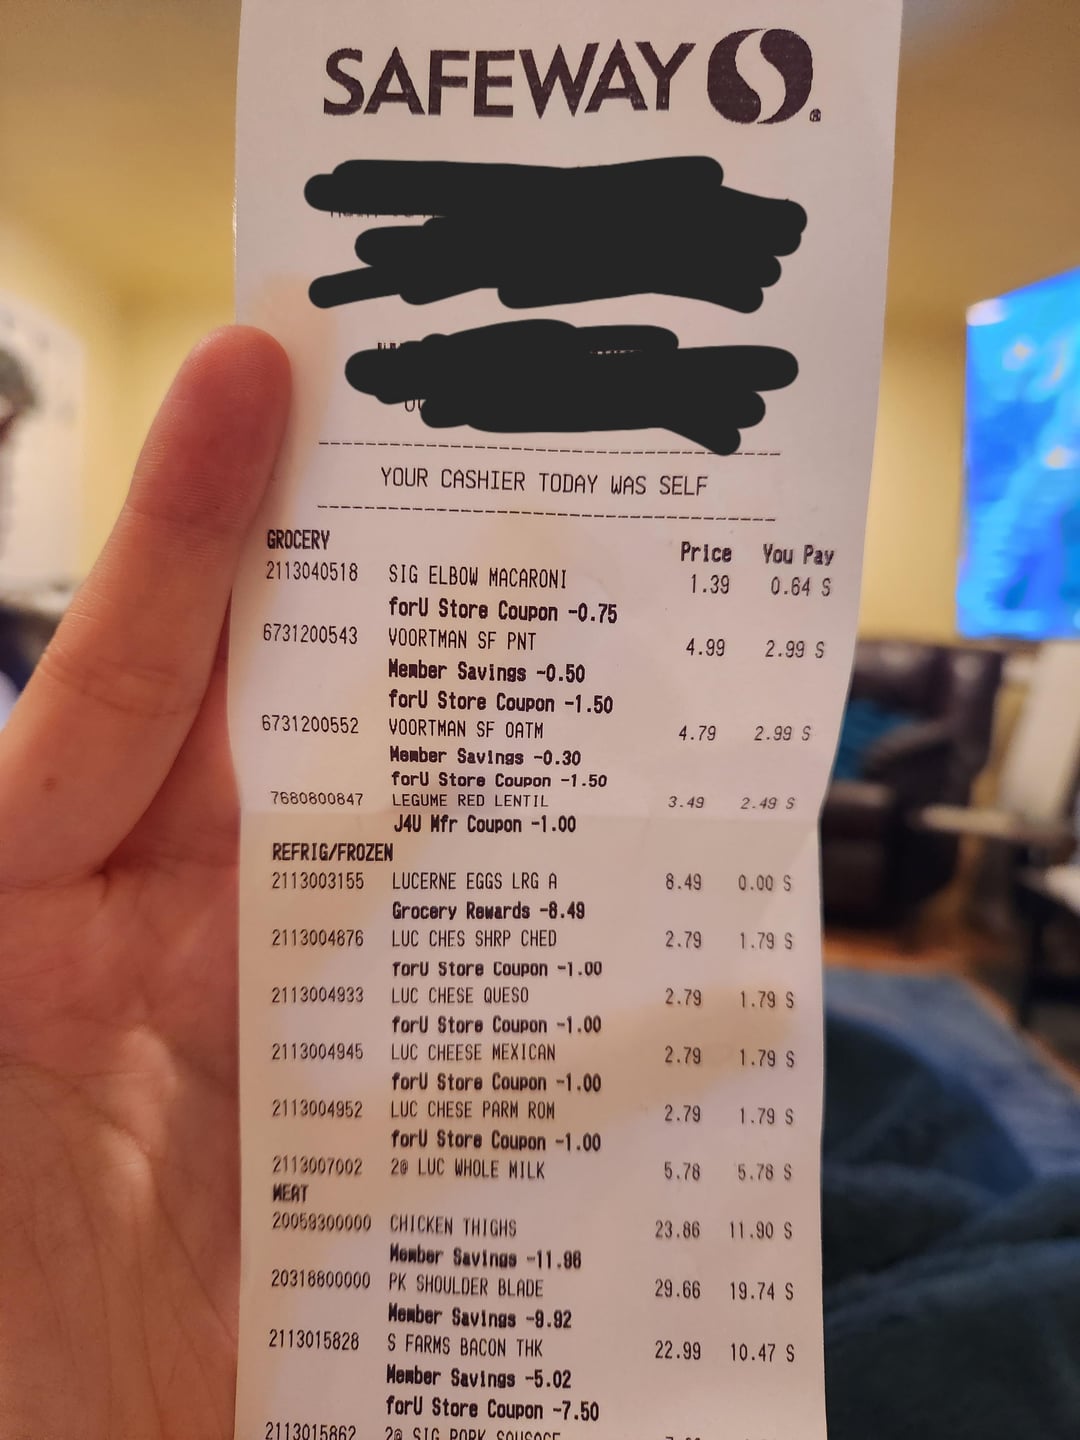 SAFEWAY
YOUR CASHIER TODAY WAS SELF
GROCERY Price You Pay
2113040518 SIG ELBOW MACARONI 1.39 0.64 S
forU Store Coupon -0.75
6731200543 VOORTMAN SF PNT 4.99 2.99 S
Member Savings -0.50
forU Store Coupon -1.50
6731200552 VOORTMAN SF OATM 4.79 2.99 S
Member Savings -0.30
forU Store Coupon -1.50
7680800847 LEGUME RED LENTIL 3.49 2.49 S
J4U Mfr Coupon -1.00
REFRIG/FROZEN
2113003155 LUCERNE EGGS LRG A 8.49 0.00 S
Grocery Rewards -8.49
2113004876 LUC CHES SHRP CHED 2.79 1.79 S
forU Store Coupon -1.00
2113004933 LUC CHESE QUESO 2.79 1.79 S
forU Store Coupon -1.00
2113004945 LUC CHEESE MEXICAN 2.79 1.79 S
forU Store Coupon -1.00
2113004952 LUC CHESE PARM ROM 2.79 1.79 S
forU Store Coupon -1.00
2113007002 2@ LUC WHOLE MILK 5.78 5.78 S
MEAT
20059300000 CHICKEN THIGHS 23.86 11.90 S
Member Savings -11.96
20318800000 PK SHOULDER BLADE 29.66 19.74 S
Member Savings -9.92
2113015828 S FARMS BACON THK 22.99 10.47 S
Member Savings -5.02
forU Store Coupon -7.50
2113015862 2@ SIG PORK SAUSAGE